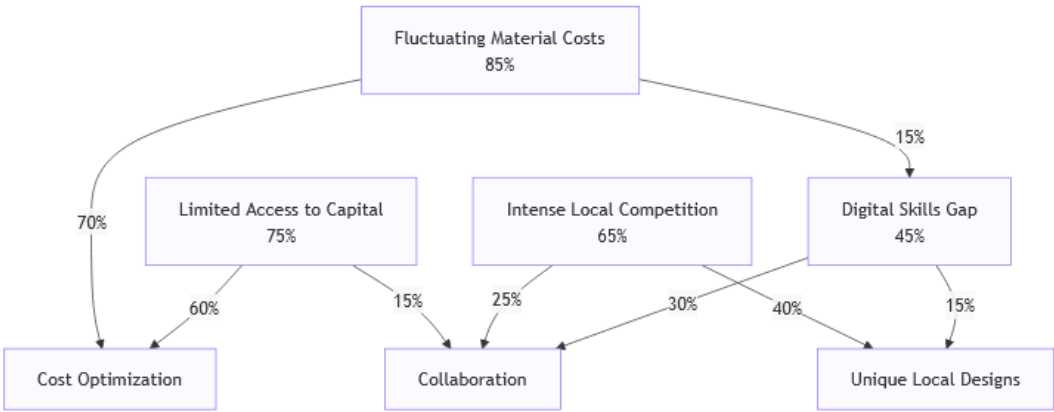 Fluctuating Material Costs
85%
15%
Limited Access to Capital
75%
Intense Local Competition
65%
Digital Skills Gap
45%
70%
60%
15%
25%
30%
40%
15%
Cost Optimization
Collaboration
Unique Local Designs